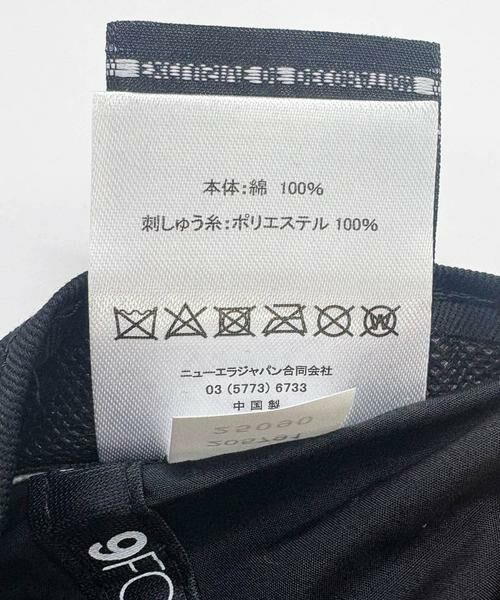 本体:綿 100%
刺しゅう糸:ポリエステル 100%
W
ニューエラジャパン合同会社
03 (5773) 6733
中国製
9FO